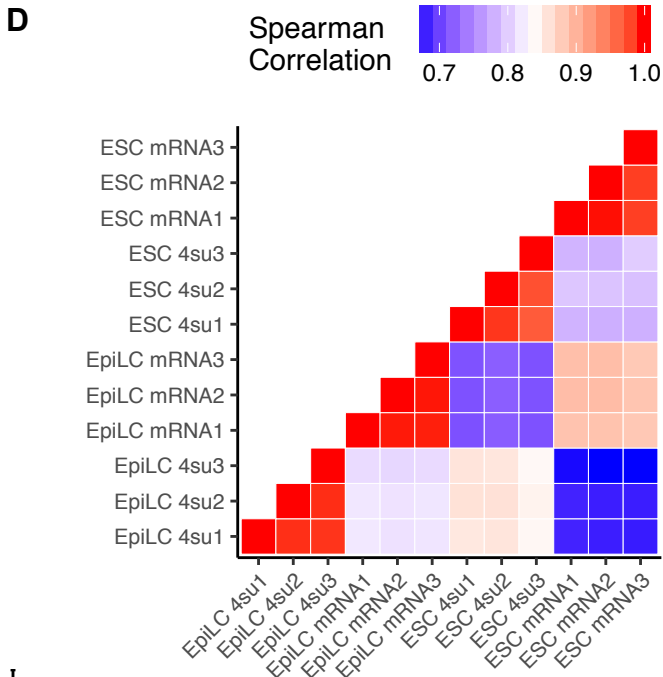 D
Spearman
Correlation
0.7 0.8 0.9 1.0
ESC mRNA3
ESC mRNA2
ESC mRNA1
ESC 4su3
ESC 4su2
ESC 4su1
EpiLC mRNA3
EpiLC mRNA2
EpiLC mRNA1
EpiLC 4su3
EpiLC 4su2
EpiLC 4su1
EpiLC 4su1
EpiLC 4su2
EpiLC 4su3
EpiLC mRNA1
EpiLC mRNA2
EpiLC mRNA3
ESC 4su1
ESC 4su2
ESC 4su3
ESC mRNA1
ESC mRNA2
ESC mRNA3